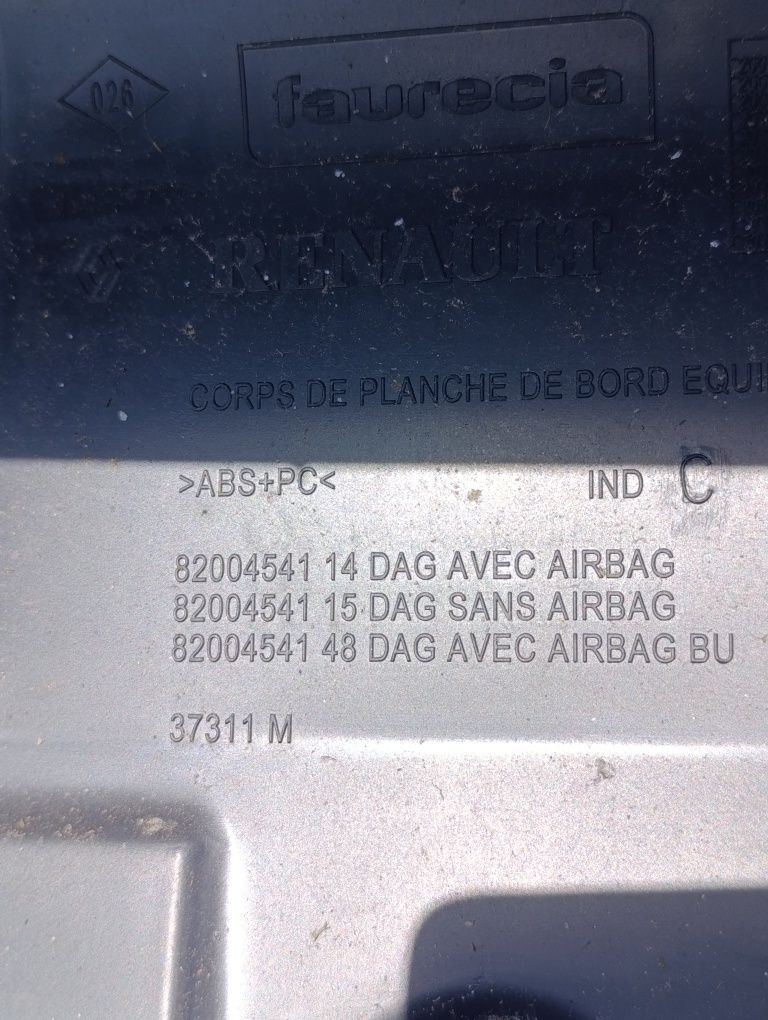 026
faurecia
RENAULT
CORPS DE PLANCHE DE BORD EQUI
>ABS+PC<
IND C
82004541 14 DAG AVEC AIRBAG
82004541 15 DAG SANS AIRBAG
82004541 48 DAG AVEC AIRBAG BU
37311 M